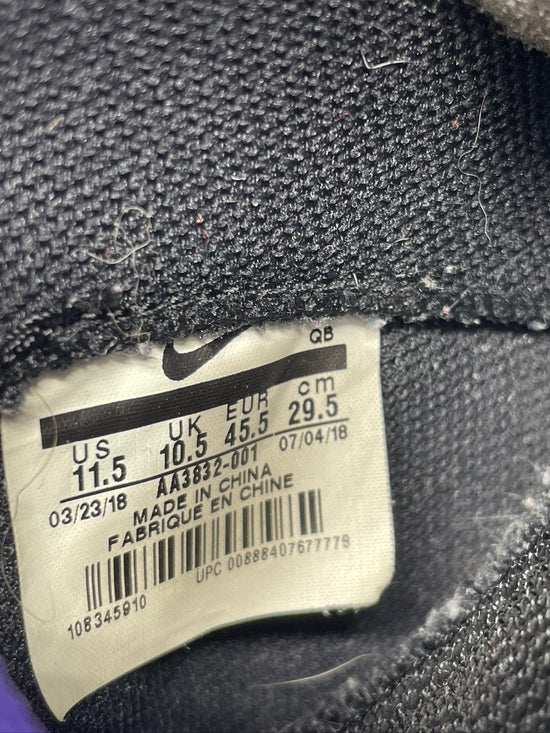 QB
US UK EUR cm
11.5 10.5 45.5 29.5
03/23/18 AA3832-001 07/04/18
MADE IN CHINA
FABRIQUE EN CHINE
108345910 UPC 00888407677779